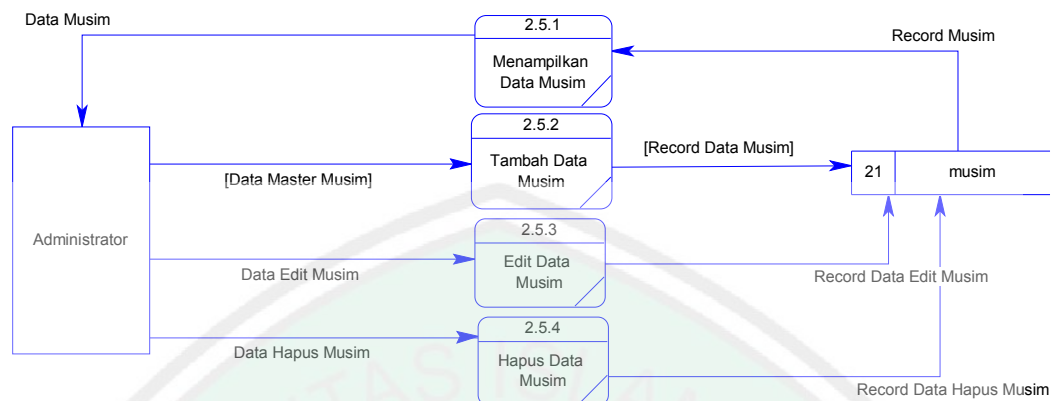 Data Musim
2.5.1
Menampilkan
Data Musim
Record Musim
2.5.2
Tambah Data
Musim
[Data Master Musim]
[Record Data Musim]
21
musim
Administrator
2.5.3
Edit Data
Musim
Data Edit Musim
Record Data Edit Musim
2.5.4
Hapus Data
Musim
Data Hapus Musim
Record Data Hapus Musim